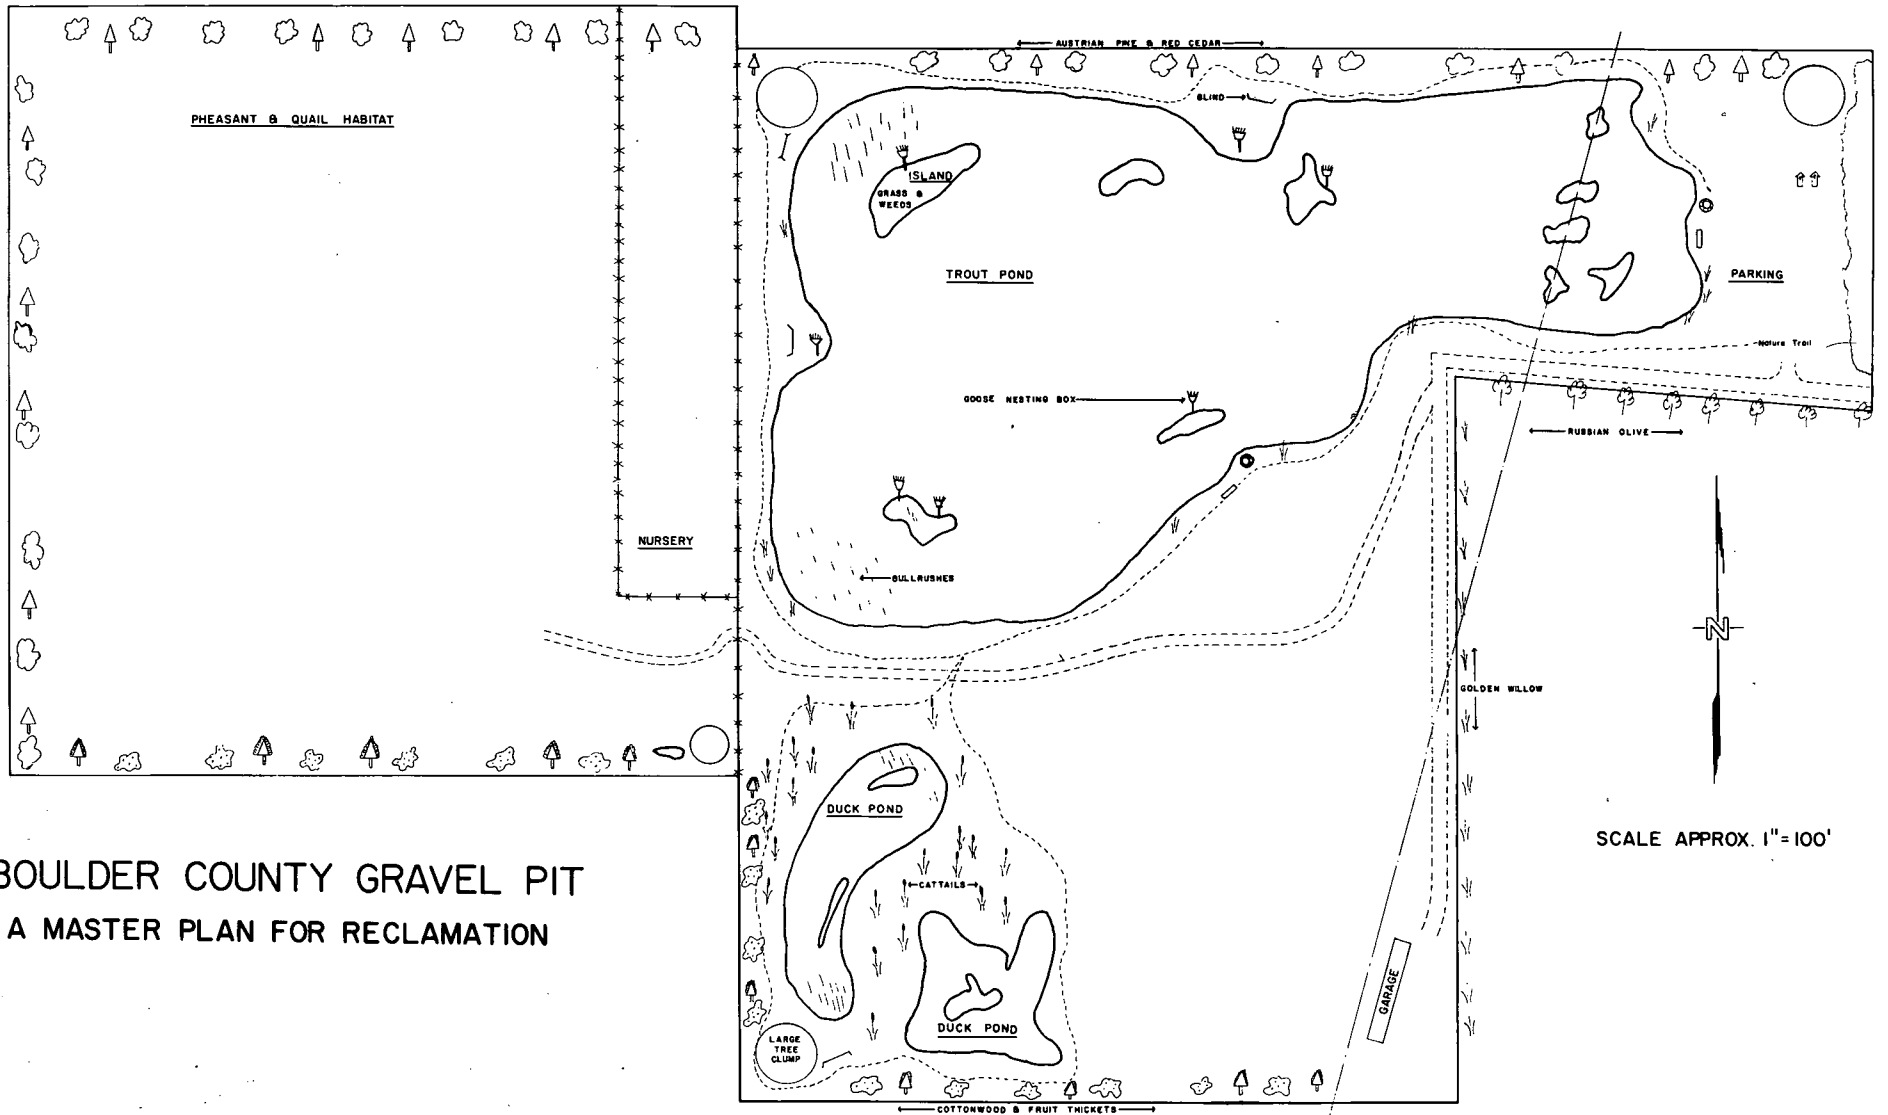 AUSTRIAN PINE & RED CEDAR
PHEASANT & QUAIL HABITAT
BLIND
ISLAND
GRASS &
WEEDS
TROUT POND
PARKING
Nature Trail
GOOSE NESTING BOX
RUSSIAN OLIVE
NURSERY
BULLRUSHES
N
GOLDEN WILLOW
DUCK POND
SCALE APPROX. 1"=100'
BOULDER COUNTY GRAVEL PIT
A MASTER PLAN FOR RECLAMATION
CATTAILS
GARAGE
DUCK POND
LARGE
TREE
CLUMP
COTTONWOOD & FRUIT THICKETS